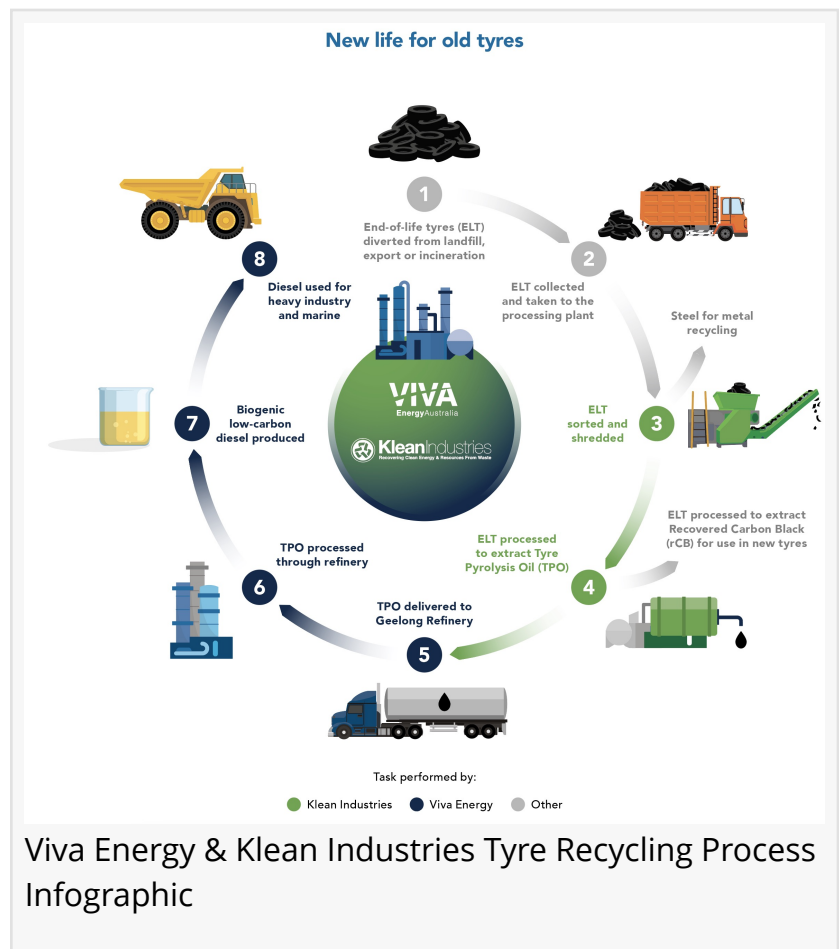 New life for old tyres
1
End-of-life tyres (ELT)
diverted from landfill,
export or incineration
2
ELT collected
and taken to the
processing plant
Steel for metal
recycling
3
ELT
sorted and
shredded
ELT processed to extract
Recovered Carbon Black
(rCB) for use in new tyres
4
ELT processed
to extract Tyre
Pyrolysis Oil (TPO)
5
TPO delivered to
Geelong Refinery
6
TPO processed
through refinery
7
Biogenic
low-carbon
diesel produced
8
Diesel used for
heavy industry
and marine
VIVA
EnergyAustralia
KleanIndustries
Recovering Clean Energy & Resources From Waste
Task performed by:
Klean Industries
Viva Energy
Other
Viva Energy & Klean Industries Tyre Recycling Process
Infographic